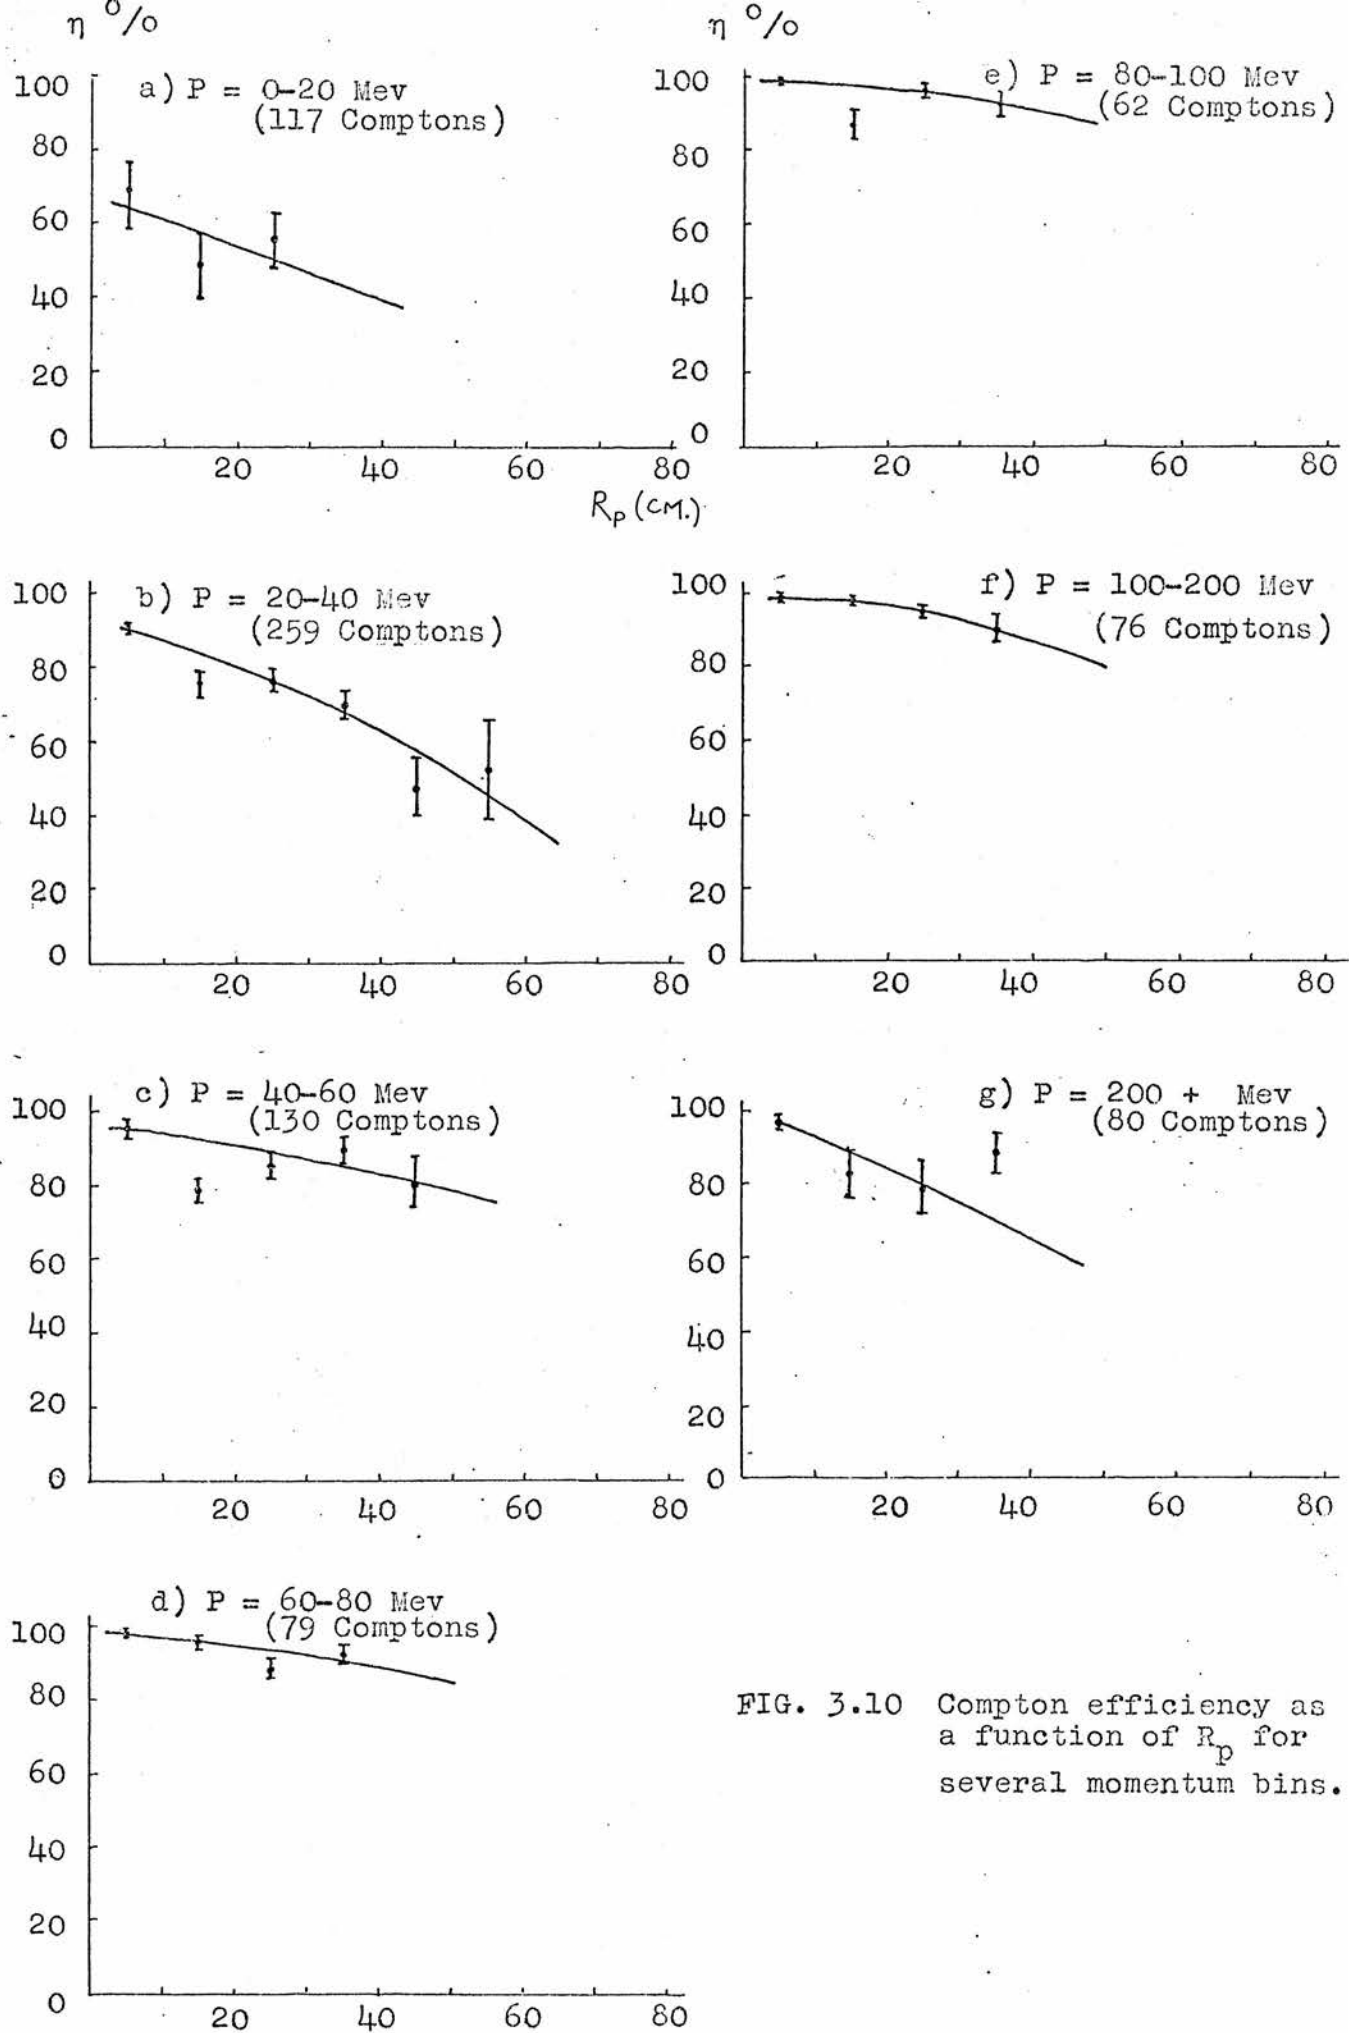 η %
a) P = 0-20 Mev
(117 Comptons)
100
80
60
40
20
0
20 40 60 80
R_p (CM.)
b) P = 20-40 Mev
(259 Comptons)
100
80
60
40
20
0
20 40 60 80
c) P = 40-60 Mev
(130 Comptons)
100
80
60
40
20
0
20 40 60 80
d) P = 60-80 Mev
(79 Comptons)
100
80
60
40
20
0
20 40 60 80
η %
e) P = 80-100 Mev
(62 Comptons)
100
80
60
40
20
0
20 40 60 80
f) P = 100-200 Mev
(76 Comptons)
100
80
60
40
20
0
20 40 60 80
g) P = 200 + Mev
(80 Comptons)
100
80
60
40
20
0
20 40 60 80
FIG. 3.10 Compton efficiency as
a function of R_p for
several momentum bins.